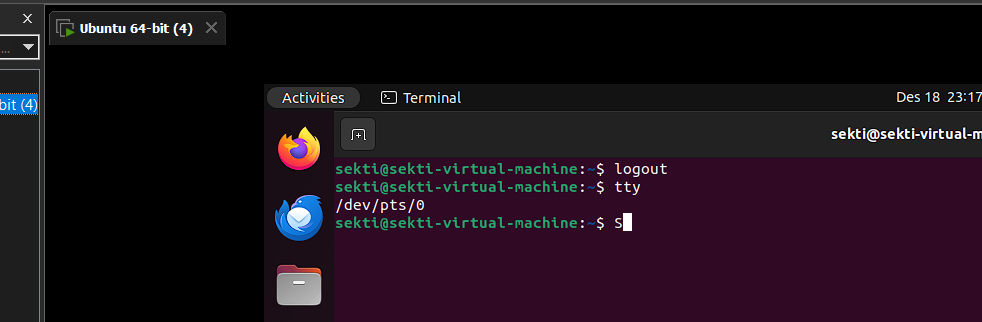 Ubuntu 64-bit (4)
...
bit (4)
Activities
Terminal
Des 18 23:17
sekti@sekti-virtual-m
sekti@sekti-virtual-machine:~$ logout
sekti@sekti-virtual-machine:~$ tty
/dev/pts/0
sekti@sekti-virtual-machine:~$ S